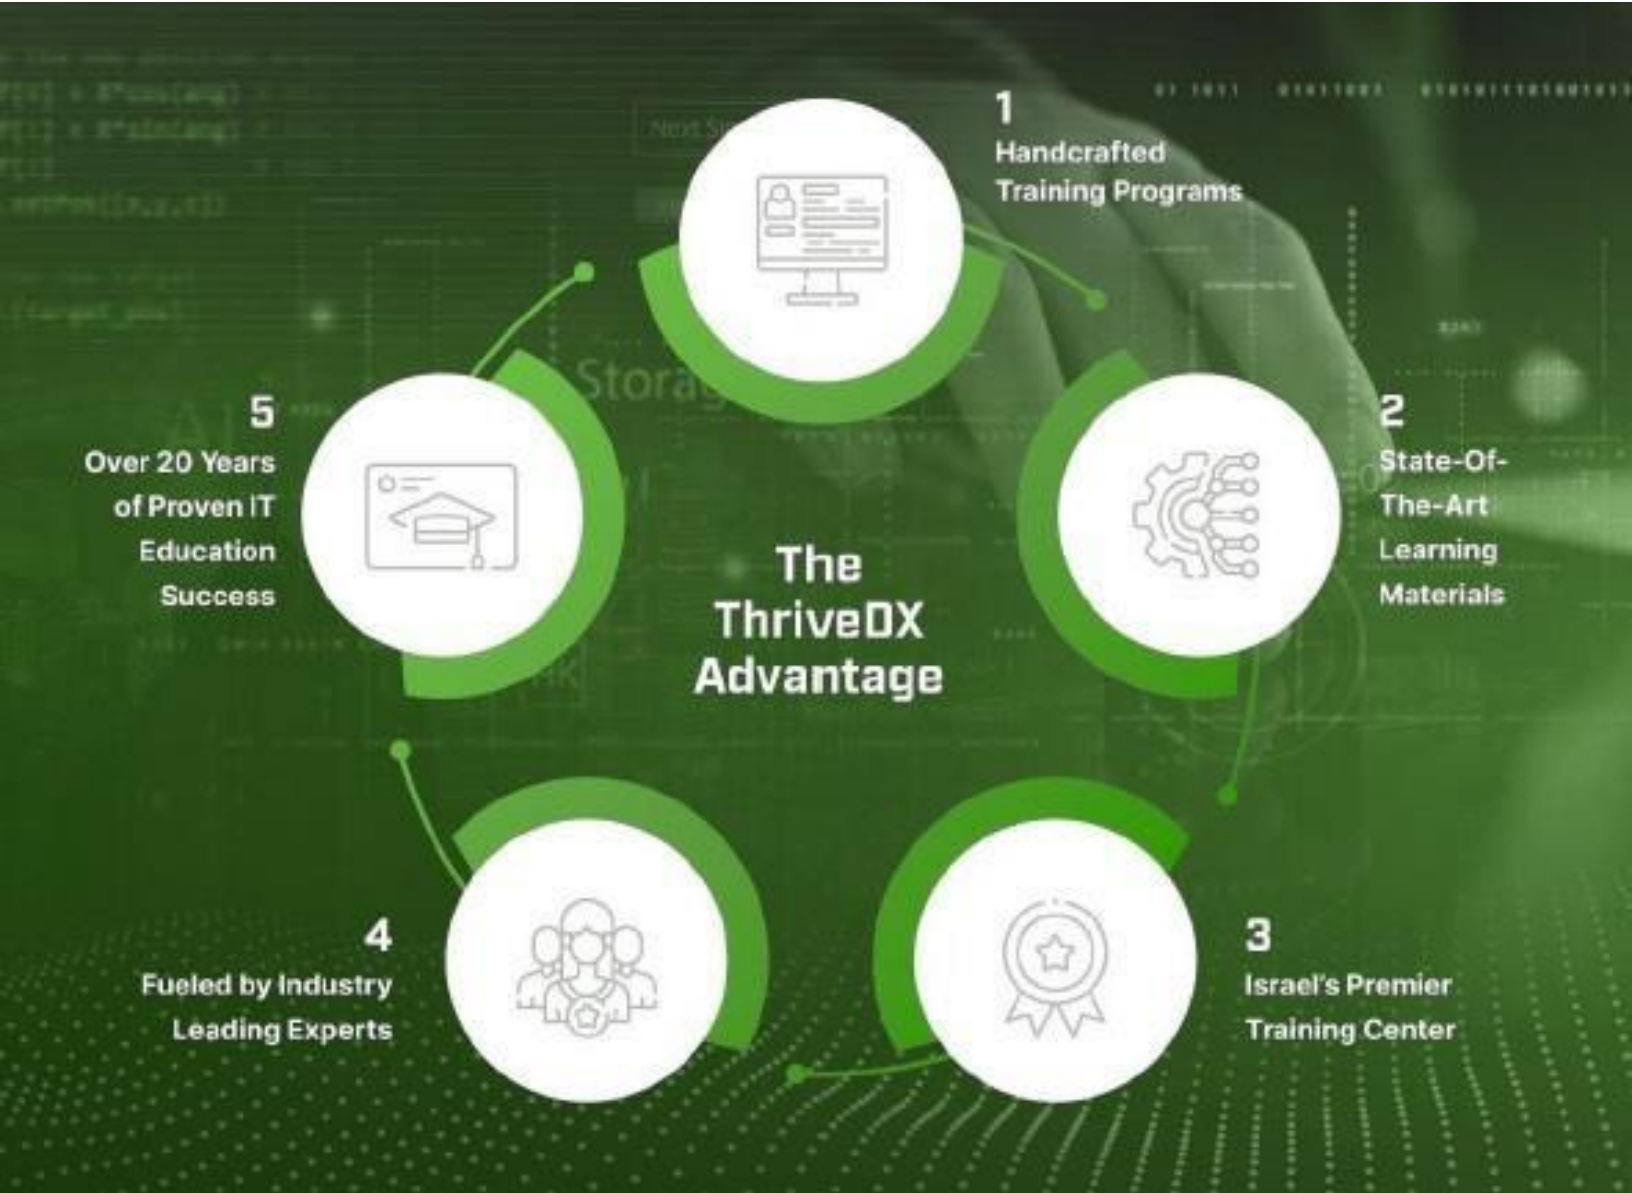 The
ThriveDX
Advantage
1
Handcrafted
Training Programs
2
State-Of-
The-Art
Learning
Materials
3
Israel's Premier
Training Center
4
Fueled by Industry
Leading Experts
5
Over 20 Years
of Proven IT
Education
Success